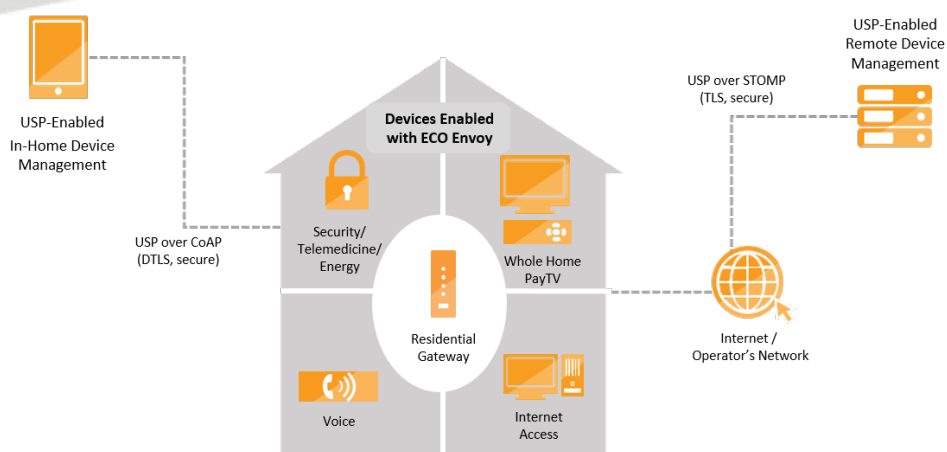 USP-Enabled
In-Home Device
Management
USP over CoAP
(DTLS, secure)
Devices Enabled
with ECO Envoy
Security/
Telemedicine/
Energy
Whole Home
PayTV
Residential
Gateway
Voice
Internet
Access
USP over STOMP
(TLS, secure)
USP-Enabled
Remote Device
Management
Internet /
Operator's Network